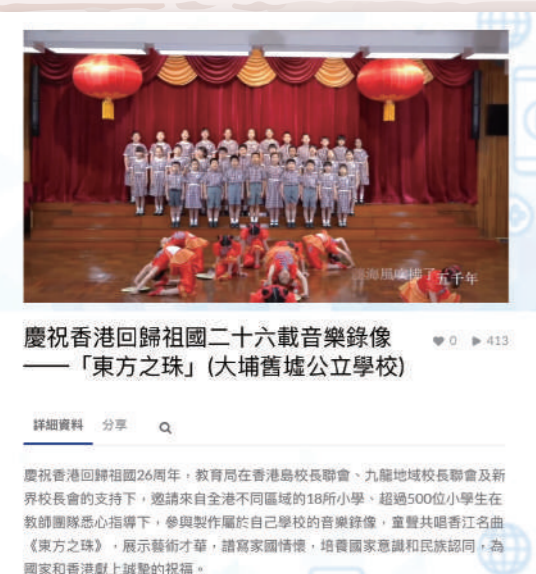 了五千年
慶祝香港回歸祖國二十六載音樂錄像
——「東方之珠」(大埔舊墟公立學校)
0 413
詳細資料 分享
慶祝香港回歸祖國26周年，教育局在香港島校長聯會、九龍地域校長聯會及新
界校長會的支持下，邀請來自全港不同區域的18所小學、超過500位小學生在
教師團隊悉心指導下，參與製作屬於自己學校的音樂錄像，童聲共唱香江名曲
《東方之珠》，展示藝術才華，譜寫家國情懷，培養國家意識和民族認同，為
國家和香港獻上誠摯的祝福。